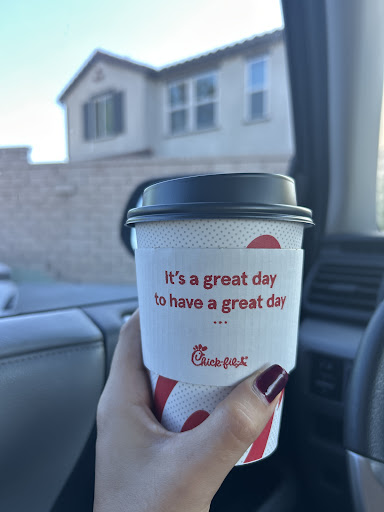 It's a great day
to have a great day
...
Chick-fil-A